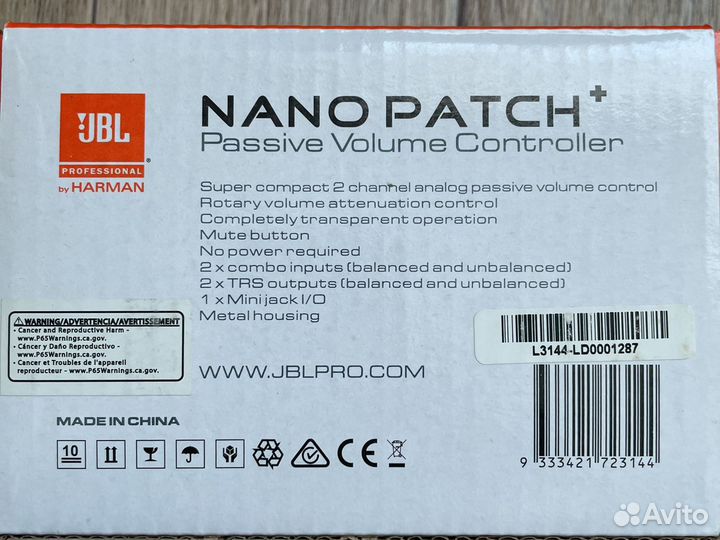 JBL
PROFESSIONAL
by HARMAN
NANO PATCH+
Passive Volume Controller
Super compact 2 channel analog passive volume control
Rotary volume attenuation control
Completely transparent operation
Mute button
No power required
2 x combo inputs (balanced and unbalanced)
2 x TRS outputs (balanced and unbalanced)
1 x Mini jack I/O
Metal housing
WARNING/ADVERTENCIA/AVERTISSEMENT
• Cancer and Reproductive Harm -
www.P65Warnings.ca.gov.
• Cáncer y Daño Reproductivo -
www.P65Warnings.ca.gov.
• Cancer et Troubles de l'appareil
reproducteur - www.P65Warnings.ca.gov.
L3144-LD0001287
WWW.JBLPRO.COM
MADE IN CHINA
10
CE
9 333421 723144
Avito